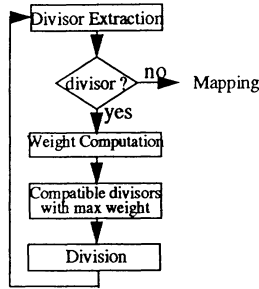 Divisor Extraction
divisor ?
no
Mapping
yes
Weight Computation
Compatible divisors
with max weight
Division